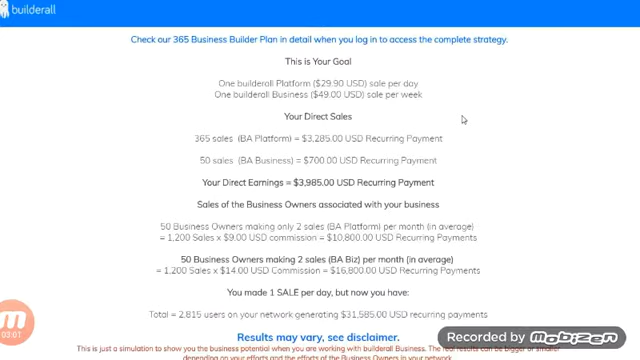 builderall
Check our 365 Business Builder Plan in detail when you log in to access the complete strategy.
This is Your Goal
One builderall Platform ($29.90 USD) sale per day
One builderall Business ($49.00 USD) sale per week
Your Direct Sales
365 sales (BA Platform) = $3,285.00 USD Recurring Payment
50 sales (BA Business) = $700.00 USD Recurring Payment
Your Direct Earnings = $3,985.00 USD Recurring Payment
Sales of the Business Owners associated with your business
50 Business Owners making only 2 sales (BA Platform) per month (in average)
= 1,200 Sales x $9.00 USD commission = $10,800.00 USD Recurring Payments
50 Business Owners making 2 sales (BA Biz) per month (in average)
= 1,200 Sales x $14.00 USD Commission = $16,800.00 USD Recurring Payments
You made 1 SALE per day, but now you have:
Total = 2,815 users on your network generating $31,585.00 USD recurring payments
Results may vary, see disclaimer.
This is just a simulation to show you the business potential when you are working with builderall Business. The real results can be bigger or smaller
depending on your efforts and the efforts of the Business Owners in your network
03:07
Recorded by
MOBIZEN